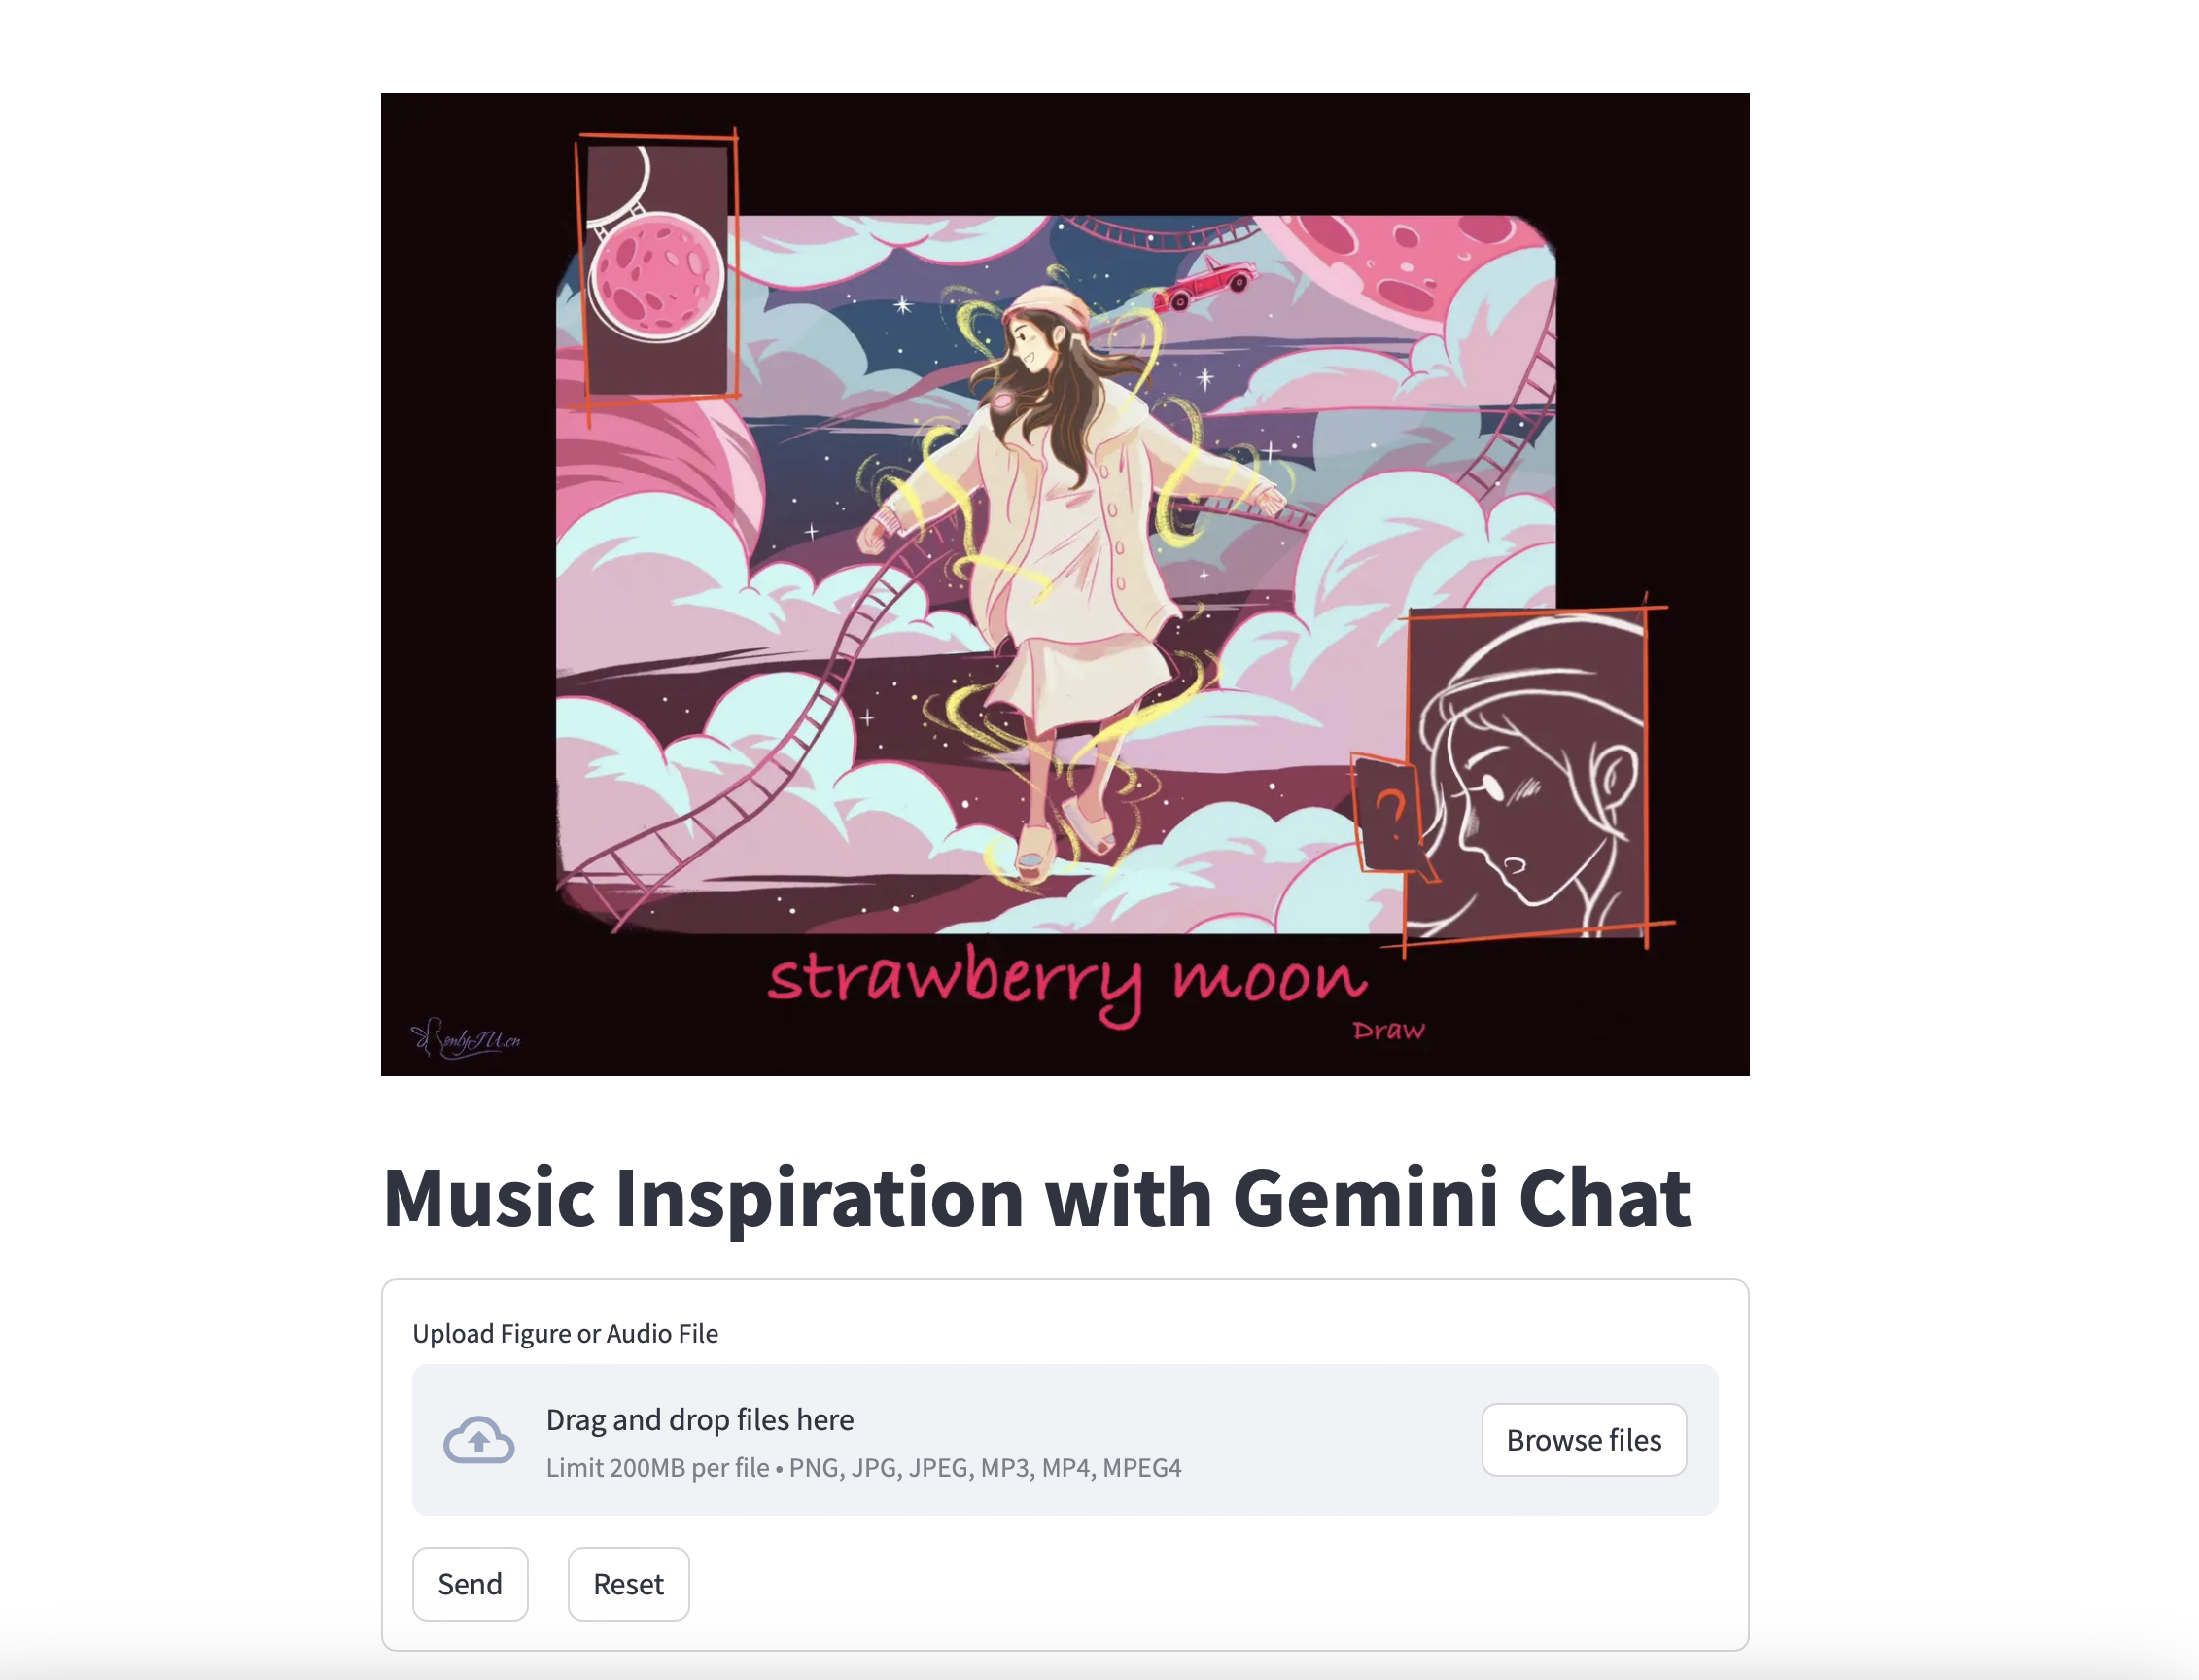 ?
strawberry moon
Draw
Music Inspiration with Gemini Chat
Upload Figure or Audio File
Drag and drop files here
Limit 200MB per file • PNG, JPG, JPEG, MP3, MP4, MPEG4
Browse files
Send
Reset